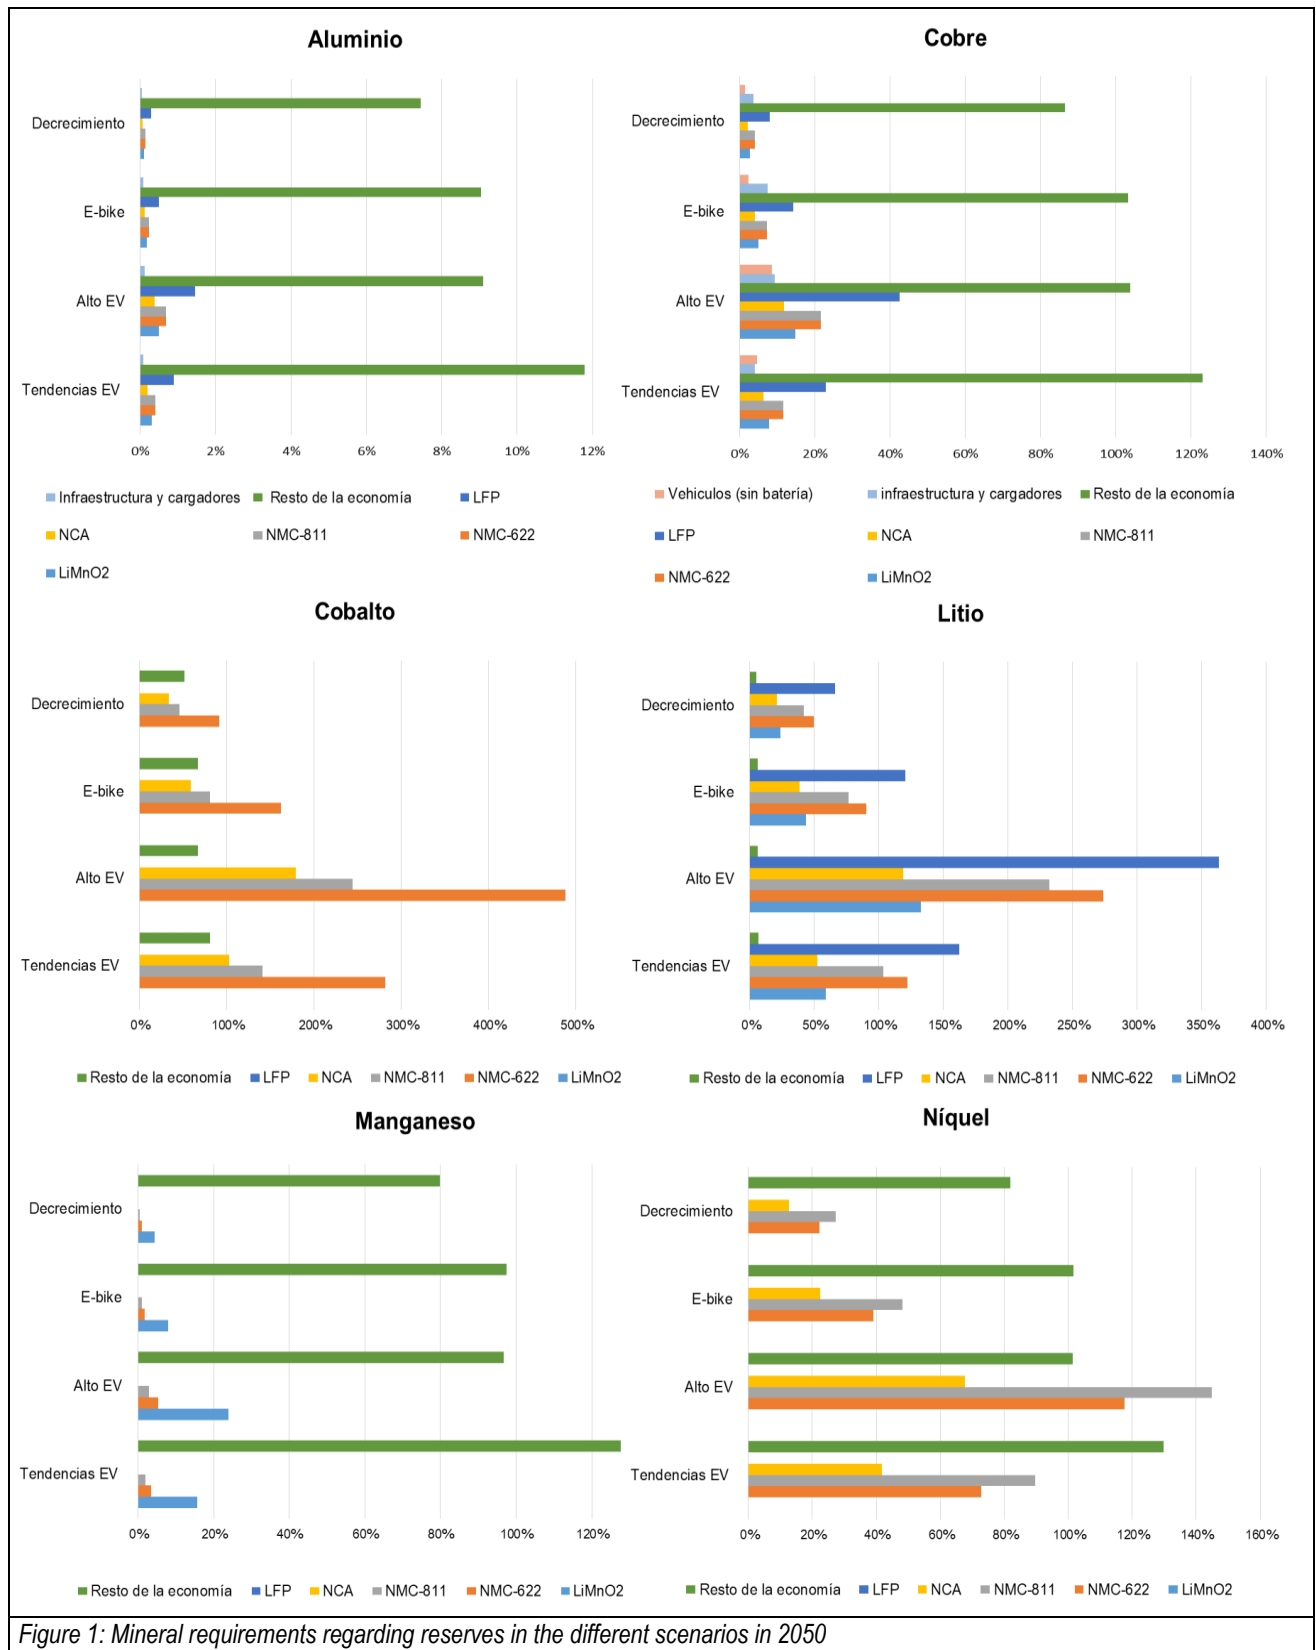 Aluminio
Decrecimiento
E-bike
Alto EV
Tendencias EV
0% 2% 4% 6% 8% 10% 12%
Infraestructura y cargadores Resto de la economía LFP
NCA NMC-811 NMC-622
LiMnO2
Cobre
Decrecimiento
E-bike
Alto EV
Tendencias EV
0% 20% 40% 60% 80% 100% 120% 140%
Vehiculos (sin batería) infraestructura y cargadores Resto de la economía
LFP NCA NMC-811
NMC-622 LiMnO2
Cobalto
Decrecimiento
E-bike
Alto EV
Tendencias EV
0% 100% 200% 300% 400% 500%
Resto de la economía LFP NCA NMC-811 NMC-622 LiMnO2
Litio
Decrecimiento
E-bike
Alto EV
Tendencias EV
0% 50% 100% 150% 200% 250% 300% 350% 400%
Resto de la economía LFP NCA NMC-811 NMC-622 LiMnO2
Manganeso
Decrecimiento
E-bike
Alto EV
Tendencias EV
0% 20% 40% 60% 80% 100% 120%
Resto de la economía LFP NCA NMC-811 NMC-622 LiMnO2
Níquel
Decrecimiento
E-bike
Alto EV
Tendencias EV
0% 20% 40% 60% 80% 100% 120% 140% 160%
Resto de la economía LFP NCA NMC-811 NMC-622 LiMnO2
Figure 1: Mineral requirements regarding reserves in the different scenarios in 2050